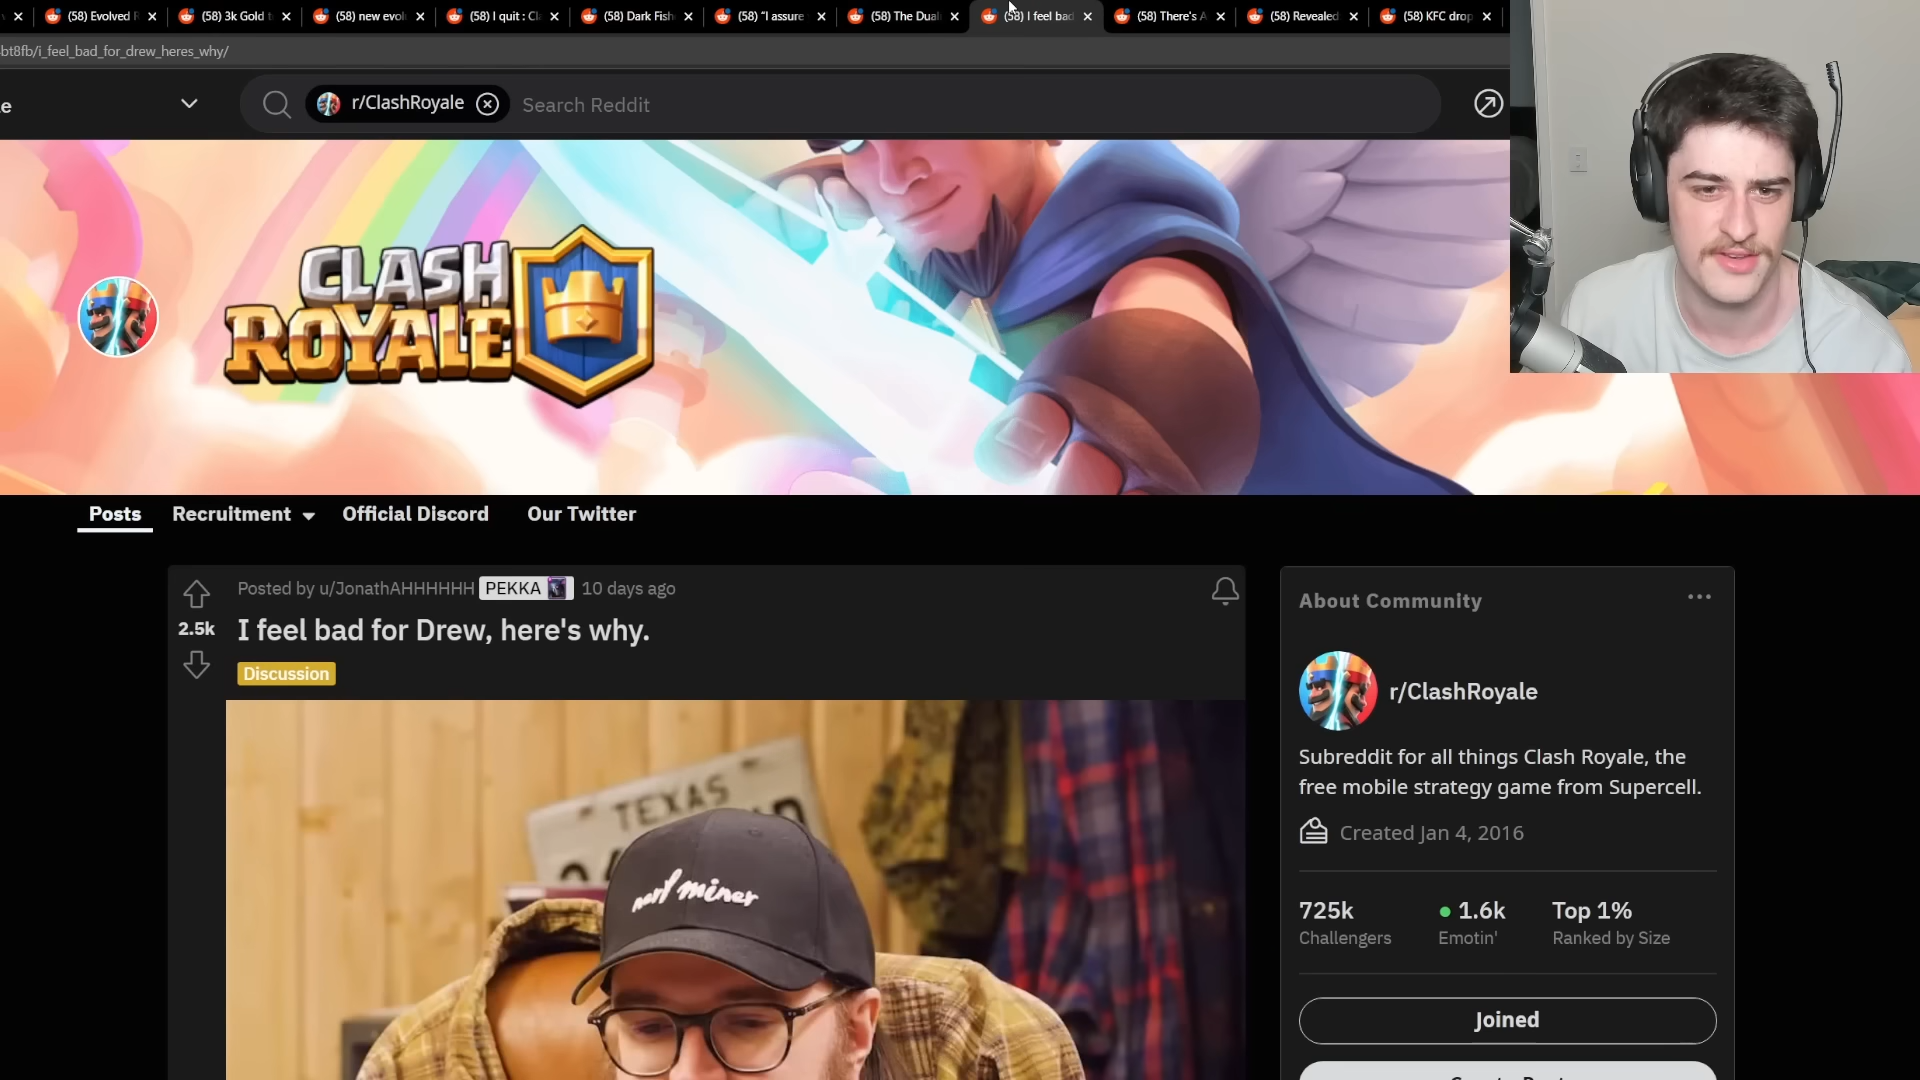 (58) Evolved R
(58) 3k Gold t
(58) new evol
(58) I quit : Cl
(58) Dark Fish
(58) "I assure
(58) The Dual
(58) I feel bad
(58) There's A
(58) Revealed
(58) KFC drop
bt8fb/i_feel_bad_for_drew_heres_why/
e
r/ClashRoyale
Search Reddit
CLASH
ROYALE
Posts
Recruitment
Official Discord
Our Twitter
Posted by u/JonathAHHHHHH PEKKA 10 days ago
2.5k
I feel bad for Drew, here's why.
Discussion
TEXAS
miner
About Community
r/ClashRoyale
Subreddit for all things Clash Royale, the
free mobile strategy game from Supercell.
Created Jan 4, 2016
725k
Challengers
1.6k
Emotin'
Top 1%
Ranked by Size
Joined